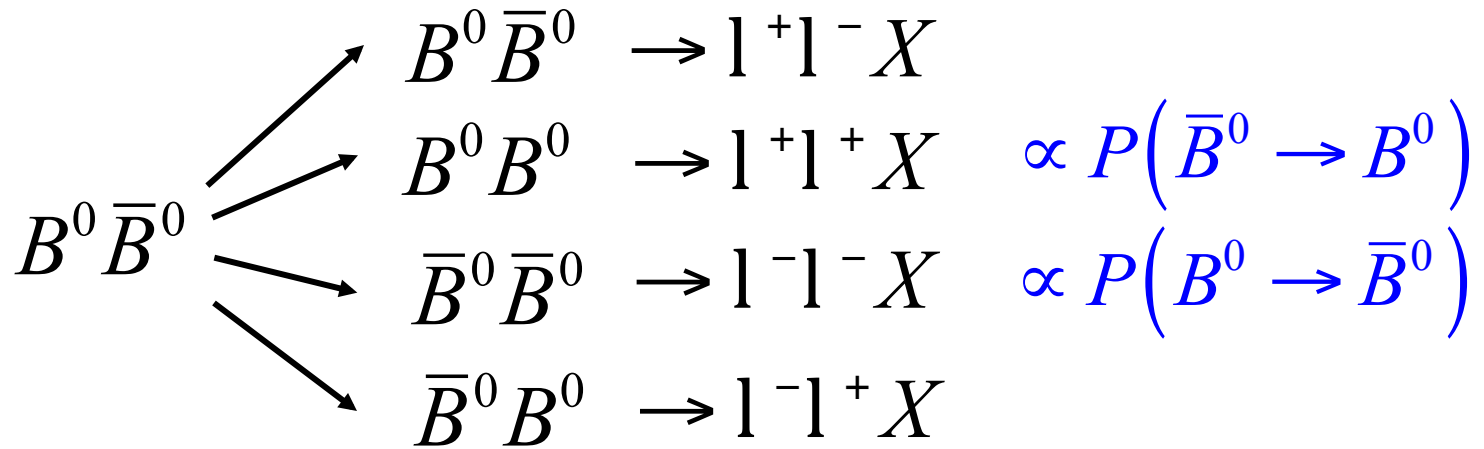 B⁰B̅⁰ → l⁺l⁻X
B⁰B⁰ → l⁺l⁺X ∝ P(B̅⁰ → B⁰)
B⁰B̅⁰
B̅⁰B̅⁰ → l⁻l⁻X ∝ P(B⁰ → B̅⁰)
B̅⁰B⁰ → l⁻l⁺X